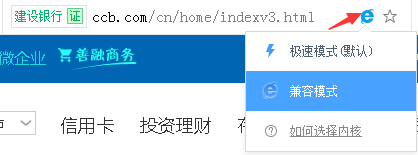 建设银行 证 ccb.com/cn/home/indexv3.html
微企业 善融商务
极速模式(默认)
兼容模式
市 信用卡 投资理财
如何选择内核